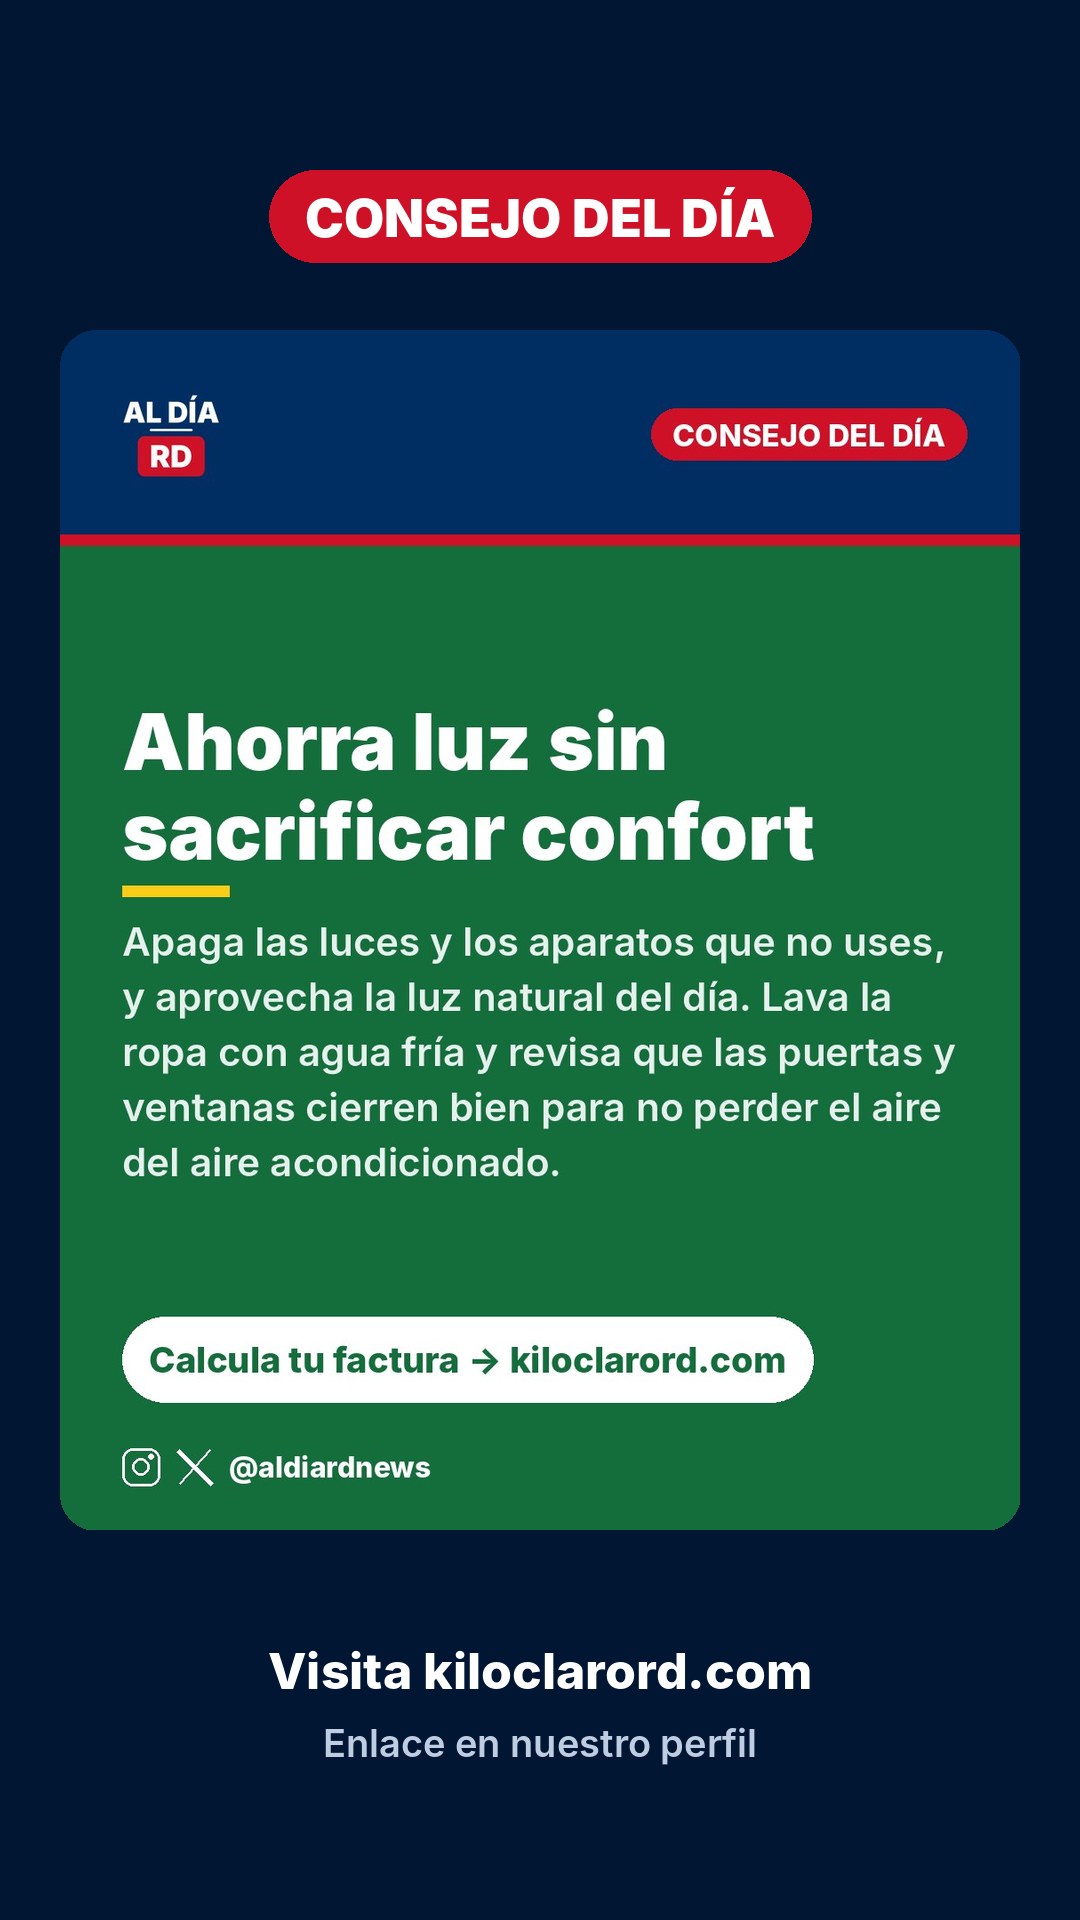 CONSEJO DEL DÍA
AL DÍA
RD
CONSEJO DEL DÍA
Ahorra luz sin
sacrificar confort
Apaga las luces y los aparatos que no uses,
y aprovecha la luz natural del día. Lava la
ropa con agua fría y revisa que las puertas y
ventanas cierren bien para no perder el aire
del aire acondicionado.
Calcula tu factura → kiloclarord.com
@aldiardnews
Visita kiloclarord.com
Enlace en nuestro perfil